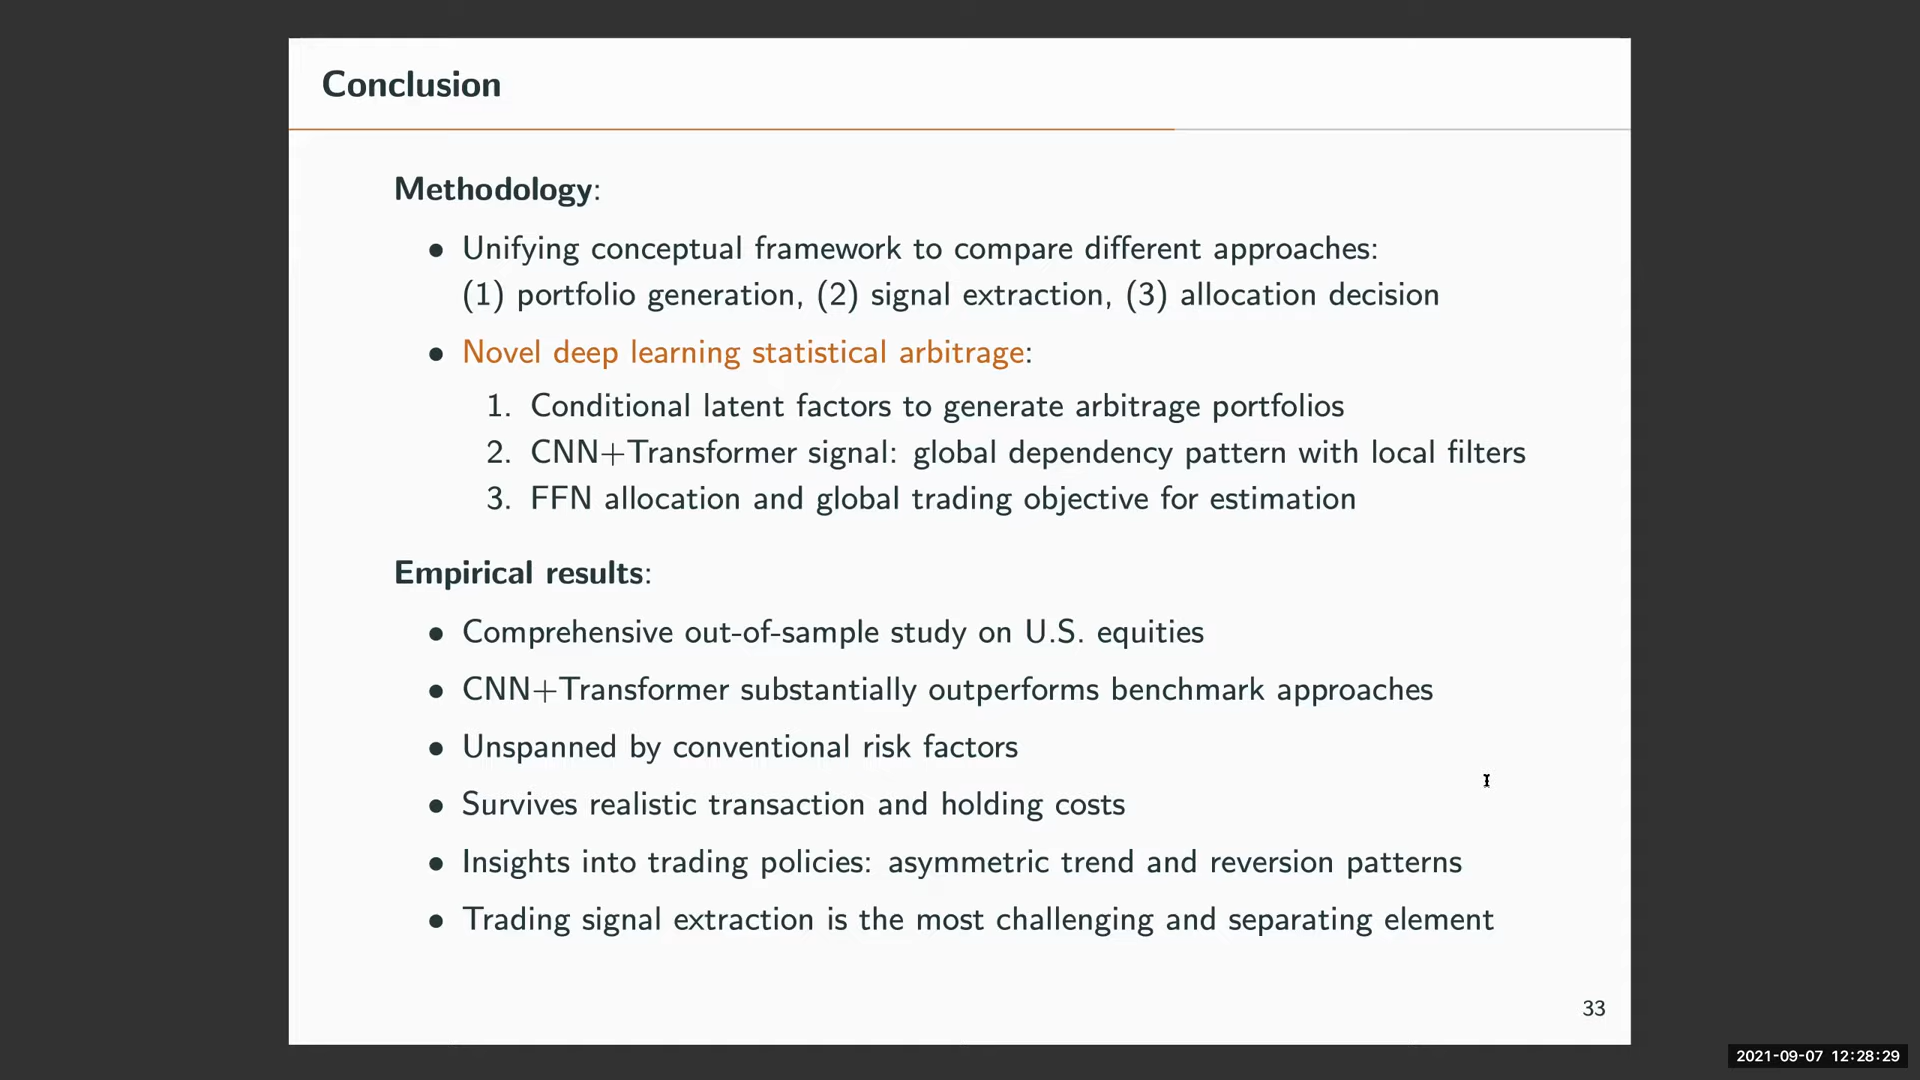 Conclusion
Methodology:
• Unifying conceptual framework to compare different approaches:
(1) portfolio generation, (2) signal extraction, (3) allocation decision
• Novel deep learning statistical arbitrage:
1. Conditional latent factors to generate arbitrage portfolios
2. CNN+Transformer signal: global dependency pattern with local filters
3. FFN allocation and global trading objective for estimation
Empirical results:
• Comprehensive out-of-sample study on U.S. equities
• CNN+Transformer substantially outperforms benchmark approaches
• Unspanned by conventional risk factors
• Survives realistic transaction and holding costs
• Insights into trading policies: asymmetric trend and reversion patterns
• Trading signal extraction is the most challenging and separating element
33
2021-09-07 12:28:29